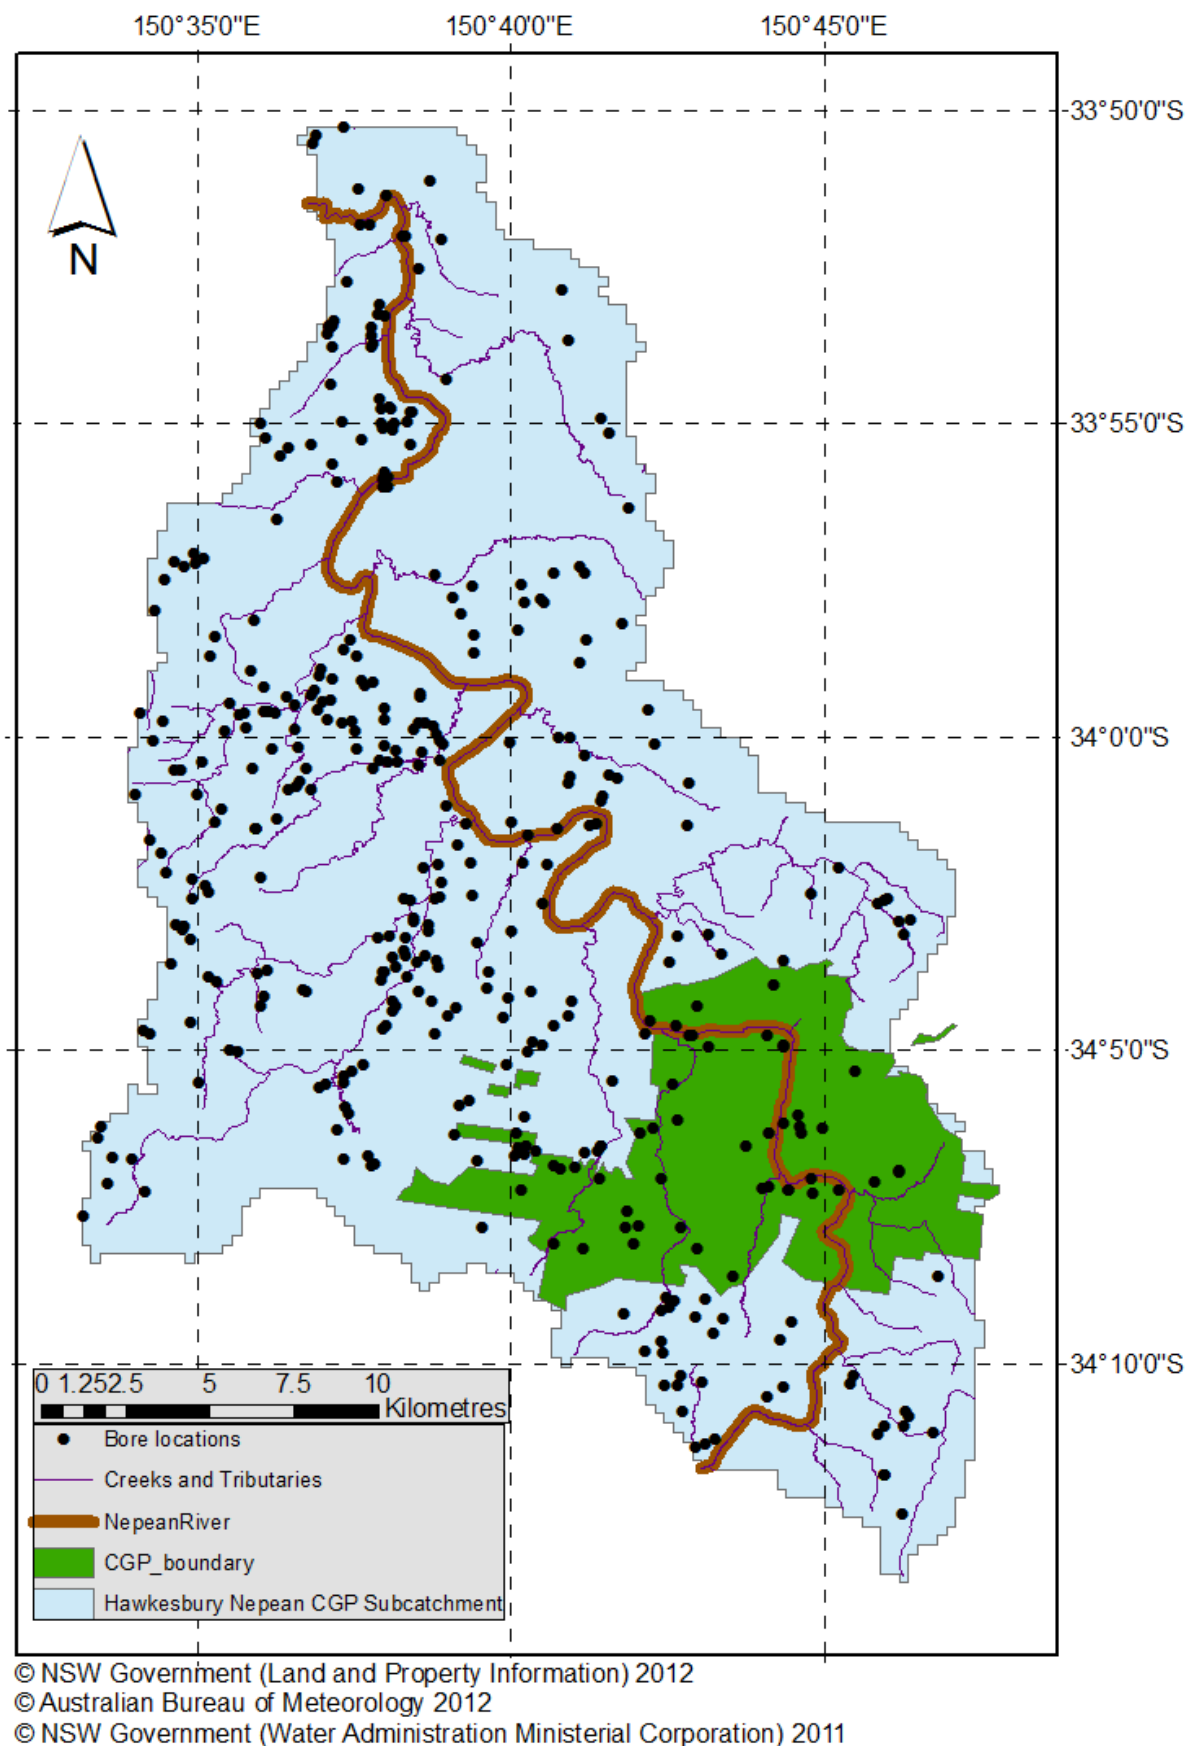 150°35'0"E 150°40'0"E 150°45'0"E
33°50'0"S
N
33°55'0"S
34°0'0"S
34°5'0"S
34°10'0"S
0 1.252.5 5 7.5 10
Kilometres
Bore locations
Creeks and Tributaries
NepeanRiver
CGP_boundary
Hawkesbury Nepean CGP Subcatchment
© NSW Government (Land and Property Information) 2012
© Australian Bureau of Meteorology 2012
© NSW Government (Water Administration Ministerial Corporation) 2011